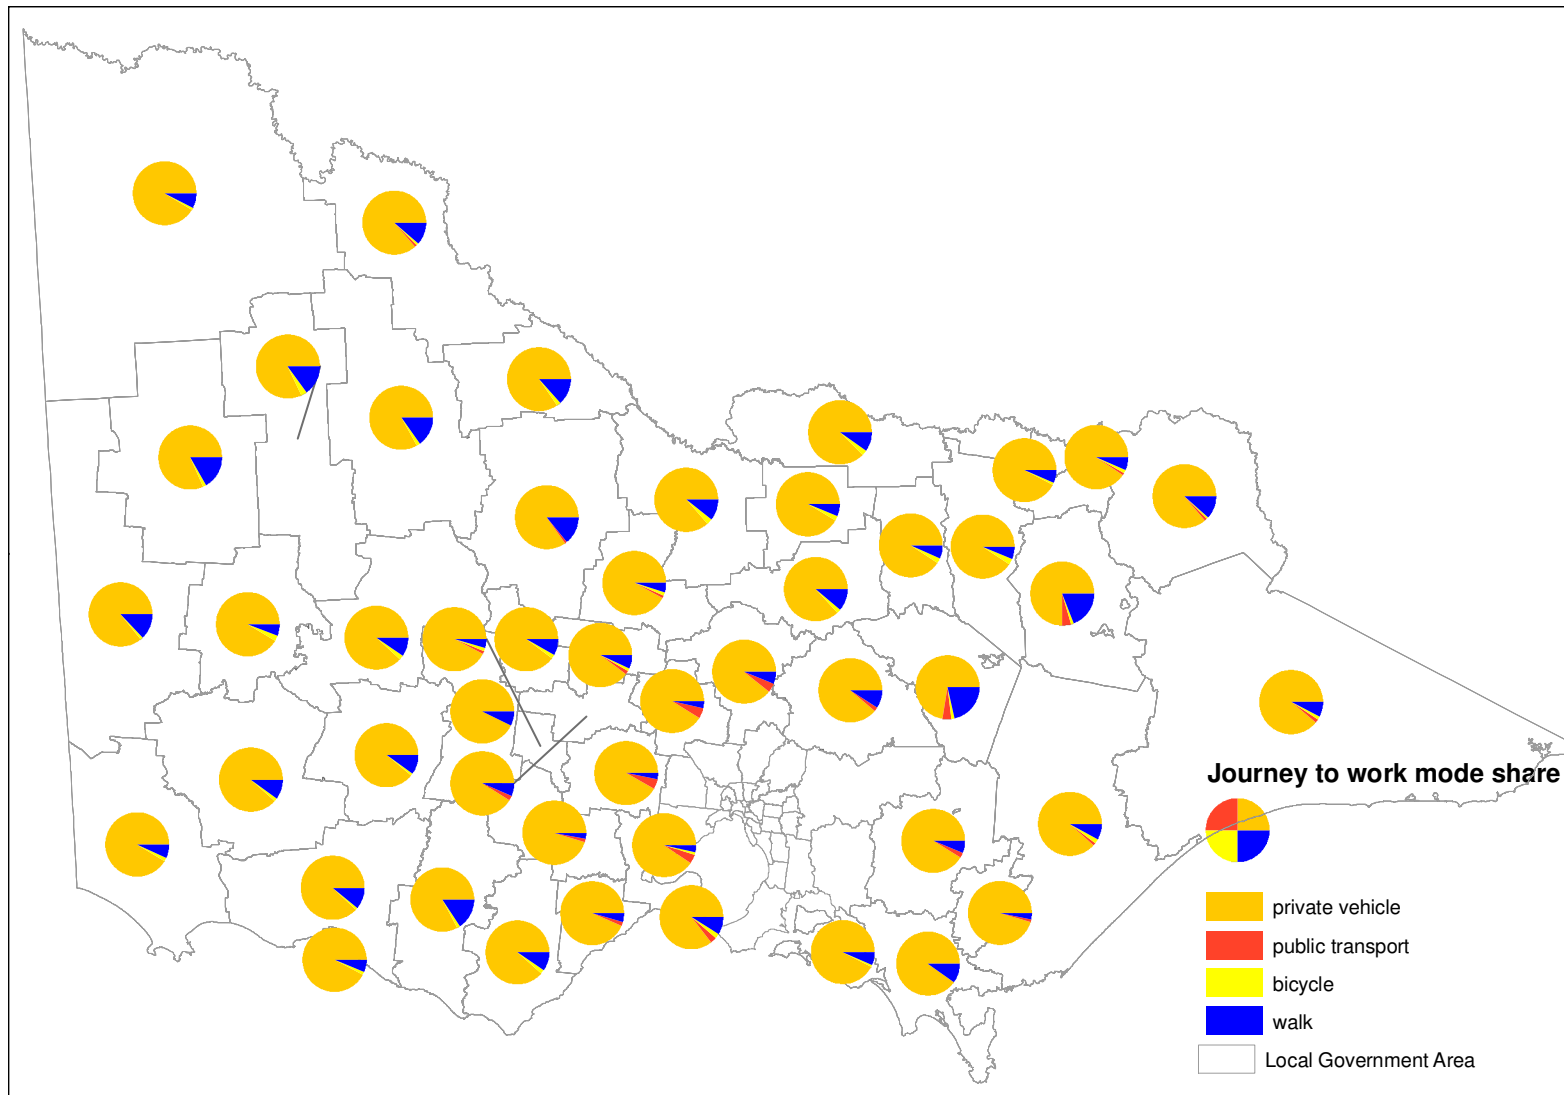 Journey to work mode share
private vehicle
public transport
bicycle
walk
Local Government Area